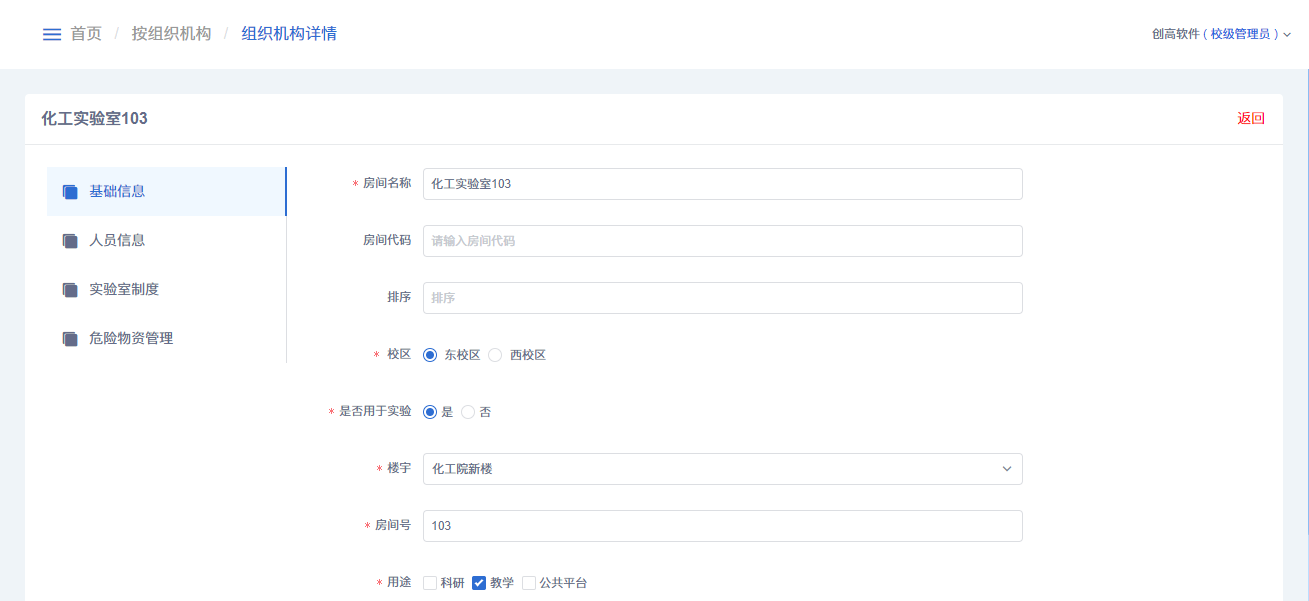 首页 / 按组织机构 / 组织机构详情
创高软件 ( 校级管理员 )
化工实验室103
返回
基础信息
人员信息
实验室制度
危险物资管理
* 房间名称 化工实验室103
房间代码 请输入房间代码
排序 排序
* 校区 东校区 西校区
* 是否用于实验 是 否
* 楼宇 化工院新楼
* 房间号 103
* 用途 科研 教学 公共平台